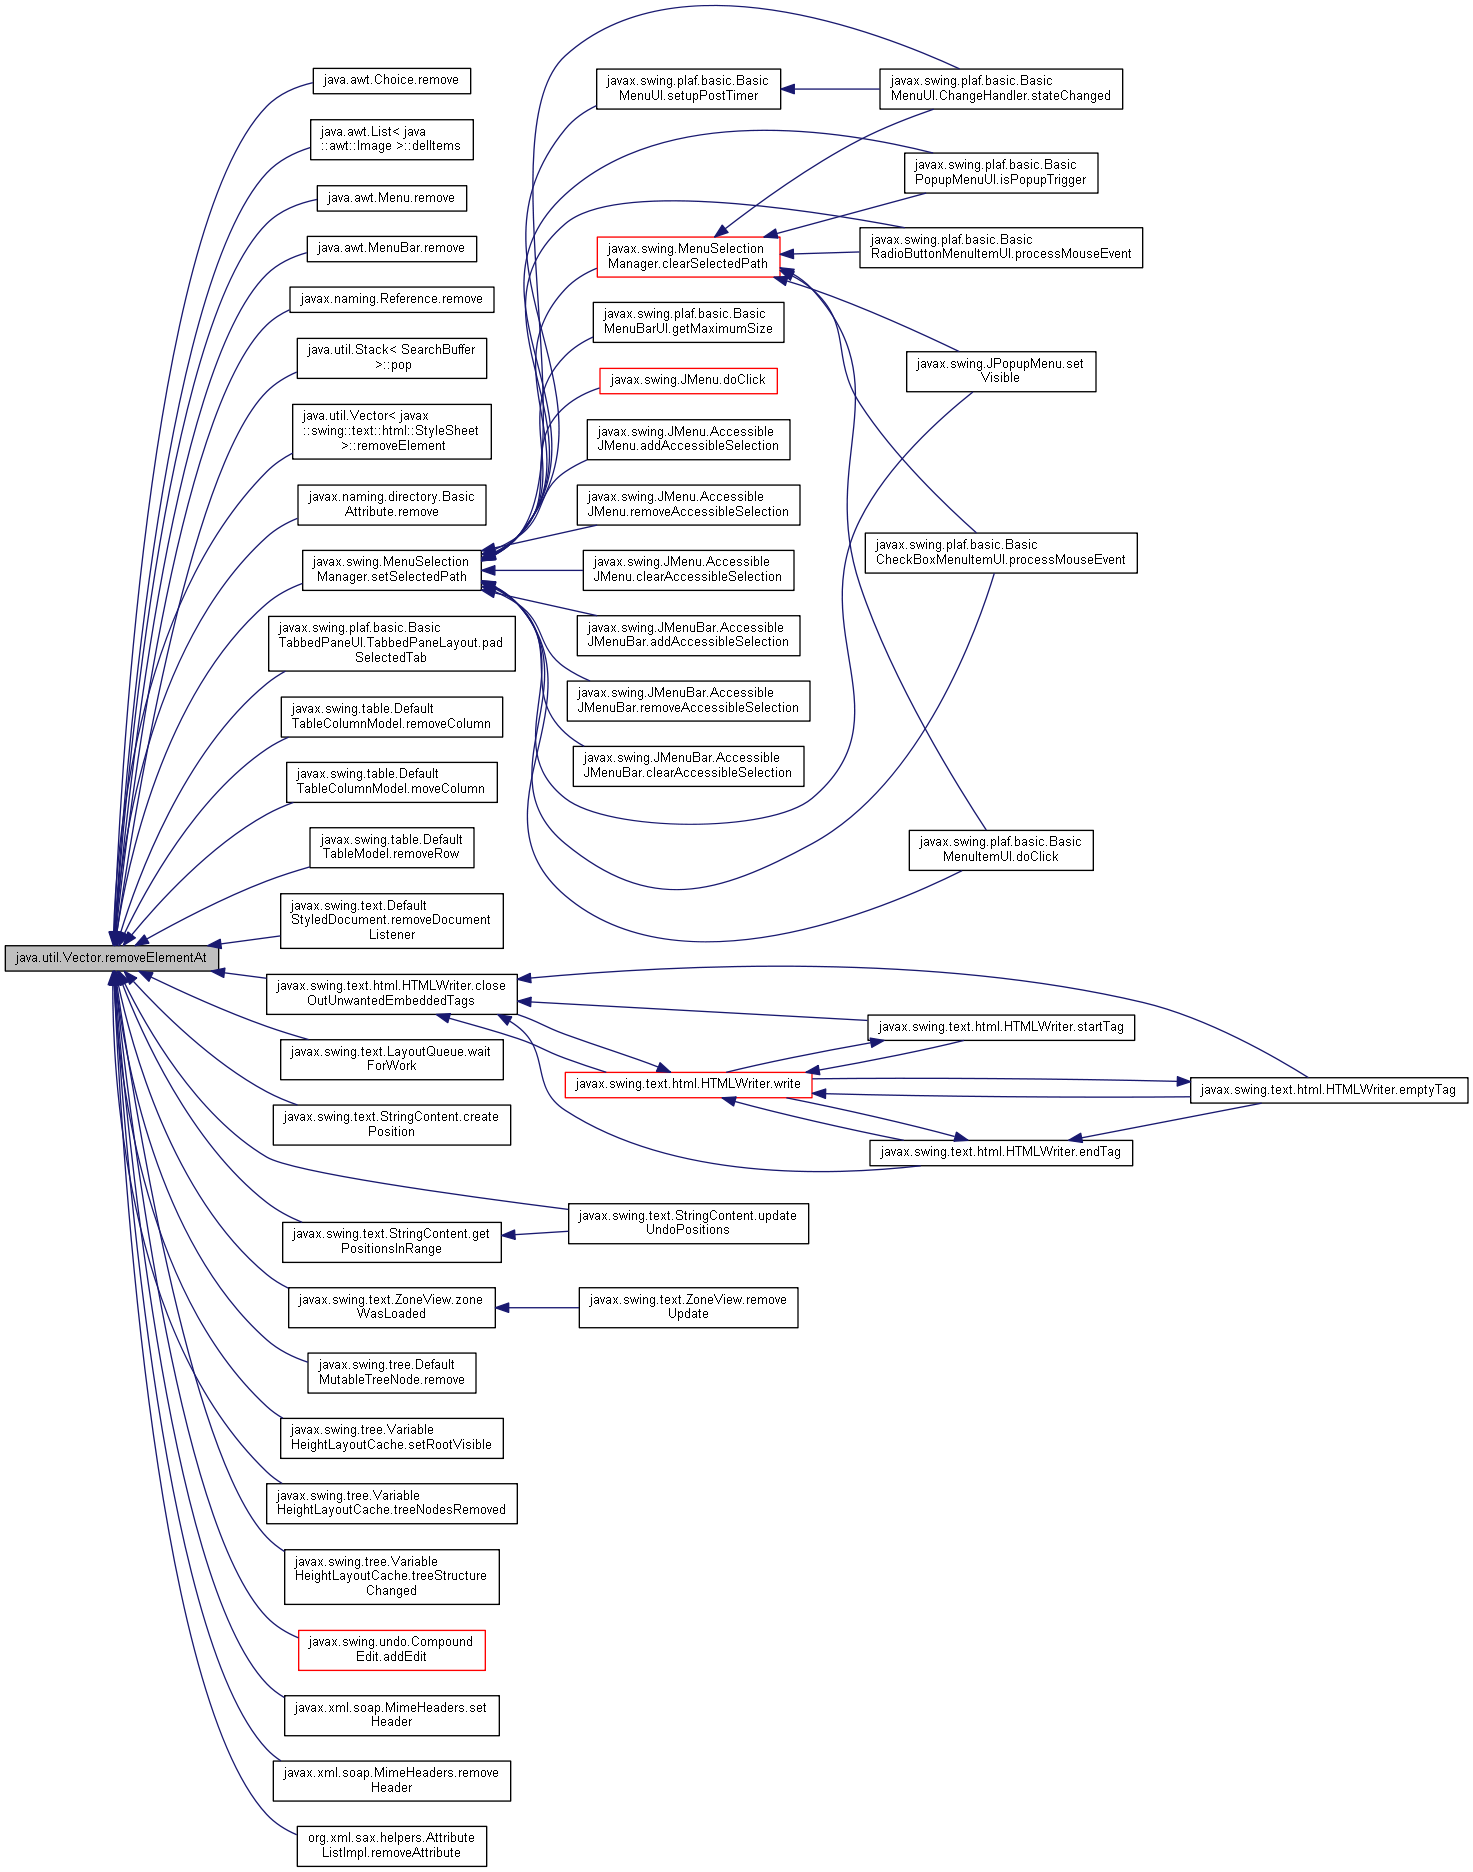 java.util.Vector.removeElementAt
java.awt.Choice.remove
java.awt.List< java
::awt::Image >::delItems
java.awt.Menu.remove
java.awt.MenuBar.remove
javax.naming.Reference.remove
java.util.Stack< SearchBuffer
>::pop
java.util.Vector< javax
::swing::text::html::StyleSheet
>::removeElement
javax.naming.directory.Basic
Attribute.remove
javax.swing.MenuSelection
Manager.setSelectedPath
javax.swing.plaf.basic.Basic
TabbedPaneUI.TabbedPaneLayout.pad
SelectedTab
javax.swing.table.Default
TableColumnModel.removeColumn
javax.swing.table.Default
TableColumnModel.moveColumn
javax.swing.table.Default
TableModel.removeRow
javax.swing.text.Default
StyledDocument.removeDocument
Listener
javax.swing.text.html.HTMLWriter.close
OutUnwantedEmbeddedTags
javax.swing.text.LayoutQueue.wait
ForWork
javax.swing.text.StringContent.create
Position
javax.swing.text.StringContent.get
PositionsInRange
javax.swing.text.ZoneView.zone
WasLoaded
javax.swing.tree.Default
MutableTreeNode.remove
javax.swing.tree.Variable
HeightLayoutCache.setRootVisible
javax.swing.tree.Variable
HeightLayoutCache.treeNodesRemoved
javax.swing.tree.Variable
HeightLayoutCache.treeStructure
Changed
javax.swing.undo.Compound
Edit.addEdit
javax.xml.soap.MimeHeaders.set
Header
javax.xml.soap.MimeHeaders.remove
Header
org.xml.sax.helpers.Attribute
ListImpl.removeAttribute
javax.swing.plaf.basic.Basic
MenuUI.setupPostTimer
javax.swing.MenuSelection
Manager.clearSelectedPath
javax.swing.plaf.basic.Basic
MenuBarUI.getMaximumSize
javax.swing.JMenu.doClick
javax.swing.JMenu.Accessible
JMenu.addAccessibleSelection
javax.swing.JMenu.Accessible
JMenu.removeAccessibleSelection
javax.swing.JMenu.Accessible
JMenu.clearAccessibleSelection
javax.swing.JMenuBar.Accessible
JMenuBar.addAccessibleSelection
javax.swing.JMenuBar.Accessible
JMenuBar.removeAccessibleSelection
javax.swing.JMenuBar.Accessible
JMenuBar.clearAccessibleSelection
javax.swing.text.html.HTMLWriter.write
javax.swing.text.StringContent.update
UndoPositions
javax.swing.text.ZoneView.remove
Update
javax.swing.plaf.basic.Basic
MenuUI.ChangeHandler.stateChanged
javax.swing.plaf.basic.Basic
PopupMenuUI.isPopupTrigger
javax.swing.plaf.basic.Basic
RadioButtonMenuItemUI.processMouseEvent
javax.swing.JPopupMenu.set
Visible
javax.swing.plaf.basic.Basic
CheckBoxMenuItemUI.processMouseEvent
javax.swing.plaf.basic.Basic
MenuItemUI.doClick
javax.swing.text.html.HTMLWriter.startTag
javax.swing.text.html.HTMLWriter.endTag
javax.swing.text.html.HTMLWriter.emptyTag